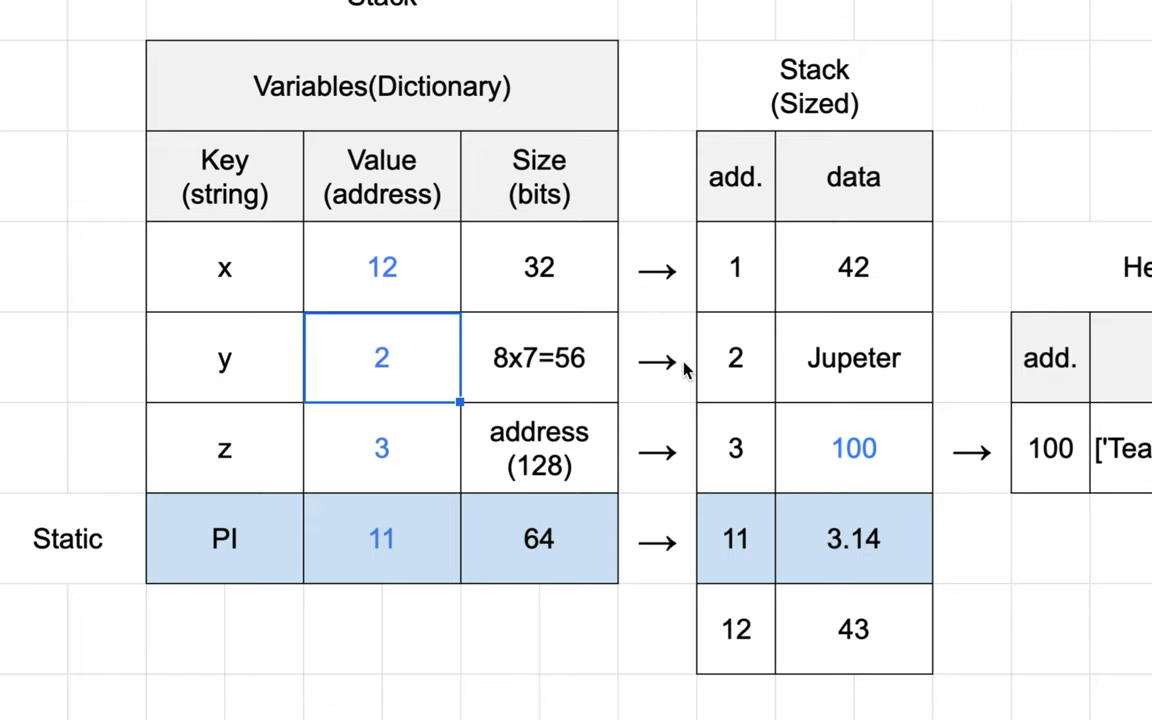 Stack
Variables(Dictionary)
Stack
(Sized)
Key
(string)
Value
(address)
Size
(bits)
add.
data
x
12
32
→
1
42
y
2
8x7=56
→
2
Jupeter
add.
z
3
address
(128)
→
3
100
→
100
['Tea
Static
PI
11
64
→
11
3.14
12
43